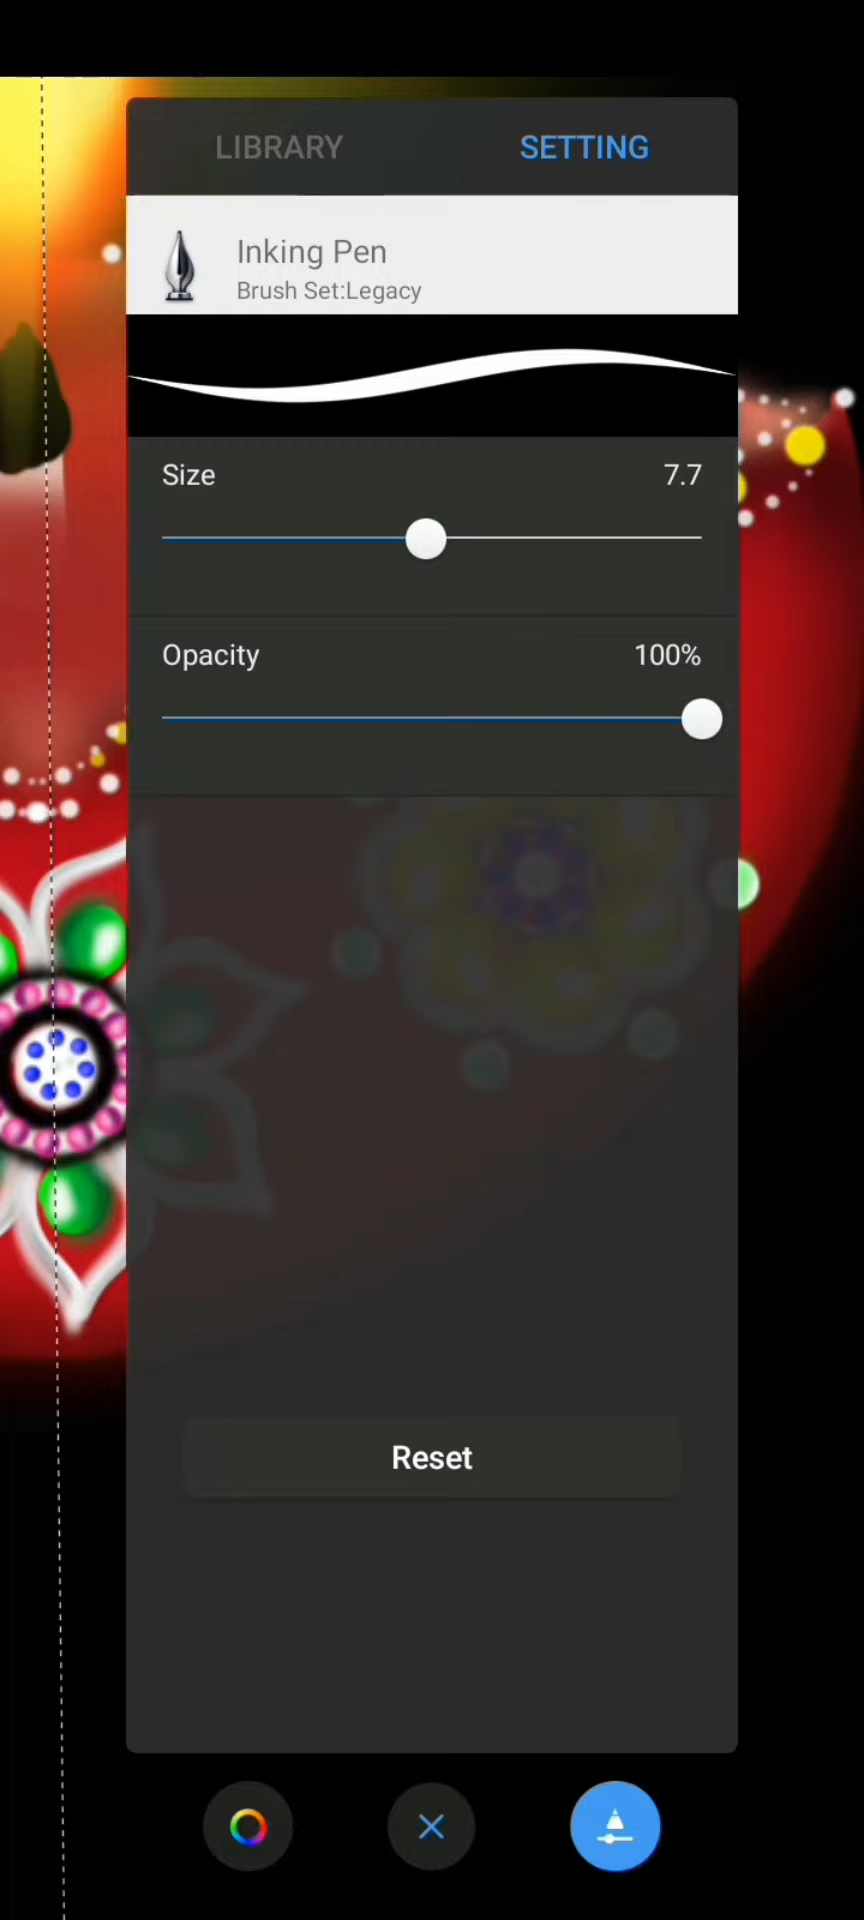 LIBRARY
SETTING
Inking Pen
Brush Set:Legacy
Size
7.7
Opacity
100%
Reset